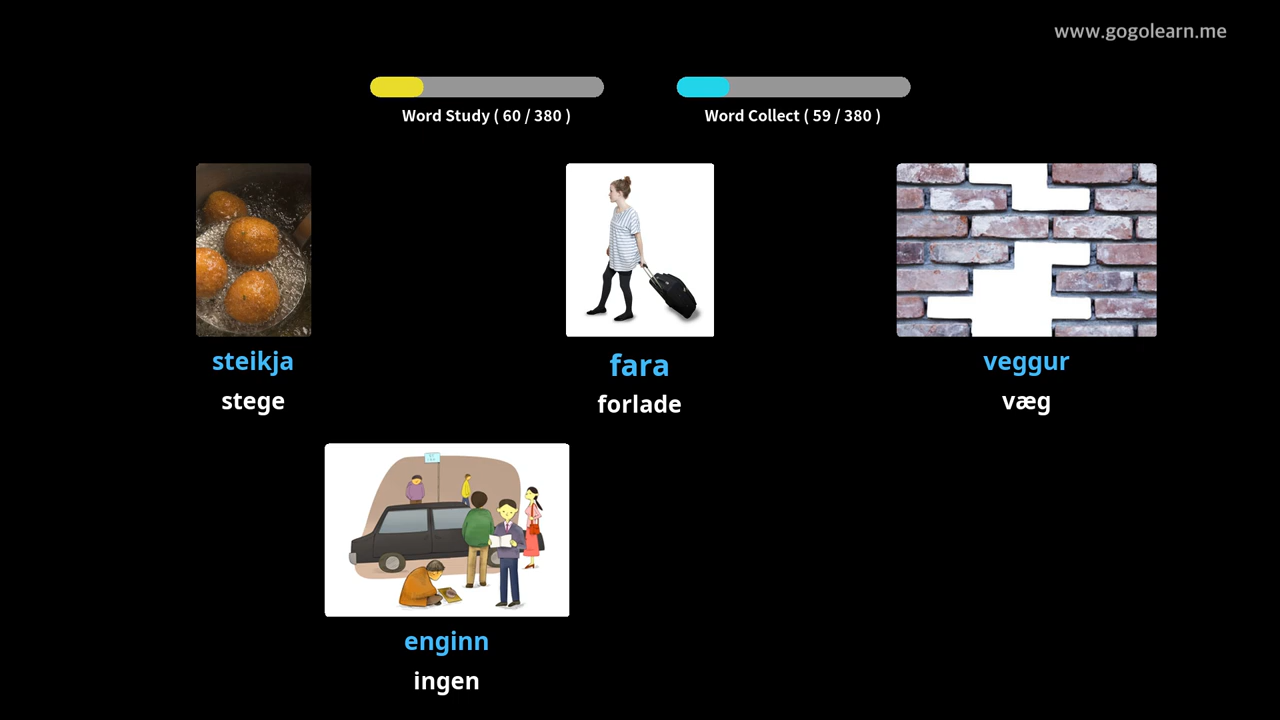 www.gogolearn.me
Word Study ( 60 / 380 )
Word Collect ( 59 / 380 )
steikja
fara
veggur
stege
forlade
væg
enginn
ingen